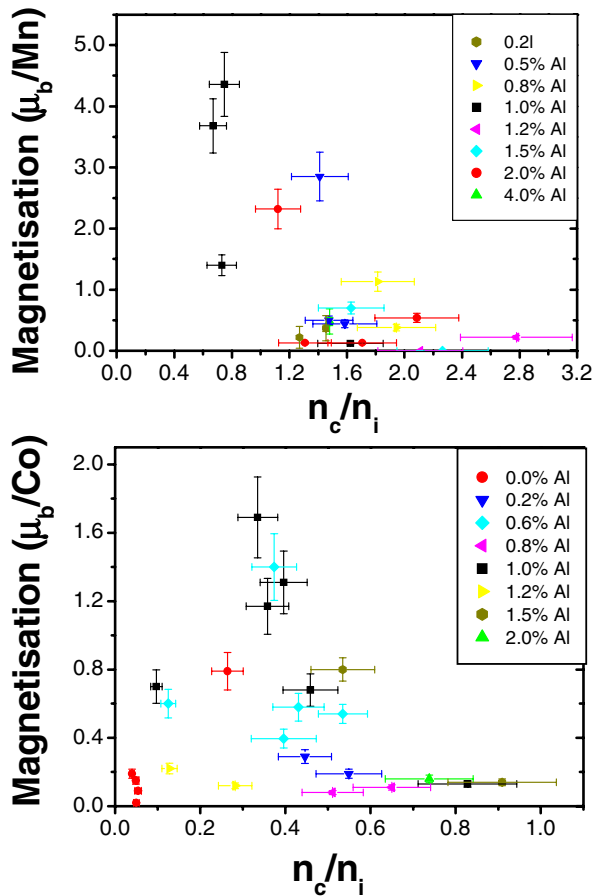 Magnetisation (μb/Mn)
5.0
4.0
3.0
2.0
1.0
0.0
0.2l
0.5% Al
0.8% Al
1.0% Al
1.2% Al
1.5% Al
2.0% Al
4.0% Al
0.0 0.4 0.8 1.2 1.6 2.0 2.4 2.8 3.2
nc/ni
Magnetisation (μb/Co)
2.0
1.6
1.2
0.8
0.4
0.0
0.0% Al
0.2% Al
0.6% Al
0.8% Al
1.0% Al
1.2% Al
1.5% Al
2.0% Al
0.0 0.2 0.4 0.6 0.8 1.0
nc/ni